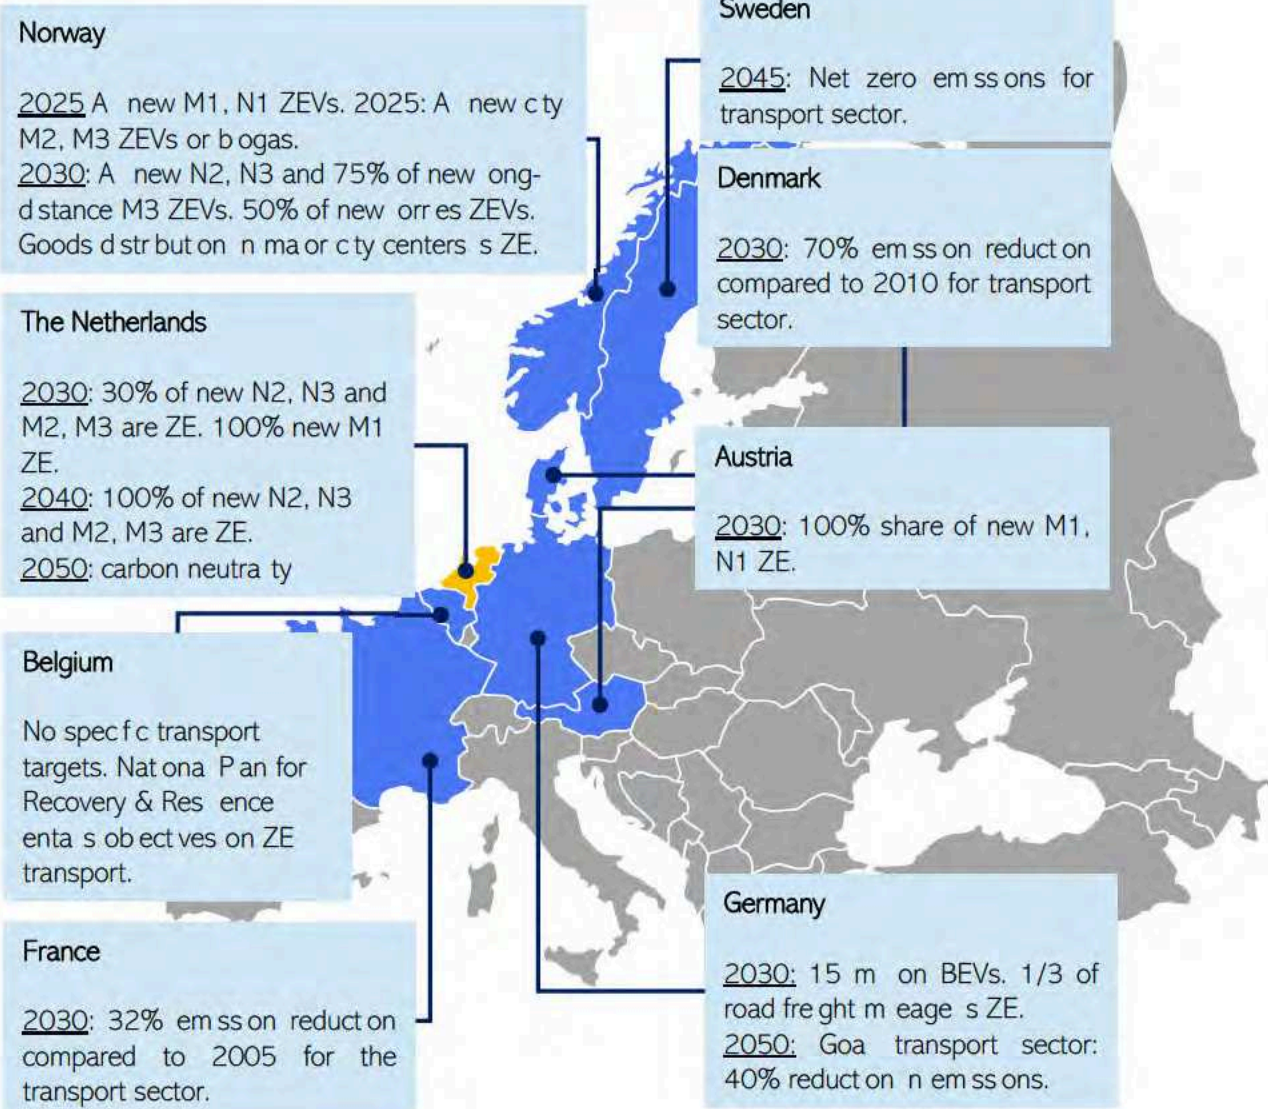 Norway
2025 A new M1, N1 ZEVs. 2025: A new c ty
M2, M3 ZEVs or b ogas.
2030: A new N2, N3 and 75% of new ong-
d stance M3 ZEVs. 50% of new orr es ZEVs.
Goods d str but on n ma or c ty centers s ZE.
Sweden
2045: Net zero em ss ons for
transport sector.
Denmark
2030: 70% em ss on reduct on
compared to 2010 for transport
sector.
The Netherlands
2030: 30% of new N2, N3 and
M2, M3 are ZE. 100% new M1
ZE.
2040: 100% of new N2, N3
and M2, M3 are ZE.
2050: carbon neutra ty
Austria
2030: 100% share of new M1,
N1 ZE.
Belgium
No spec f c transport
targets. Nat ona P an for
Recovery & Res ence
enta s ob ect ves on ZE
transport.
France
2030: 32% em ss on reduct on
compared to 2005 for the
transport sector.
Germany
2030: 15 m on BEVs. 1/3 of
road fre ght m eage s ZE.
2050: Goa transport sector:
40% reduct on n em ss ons.